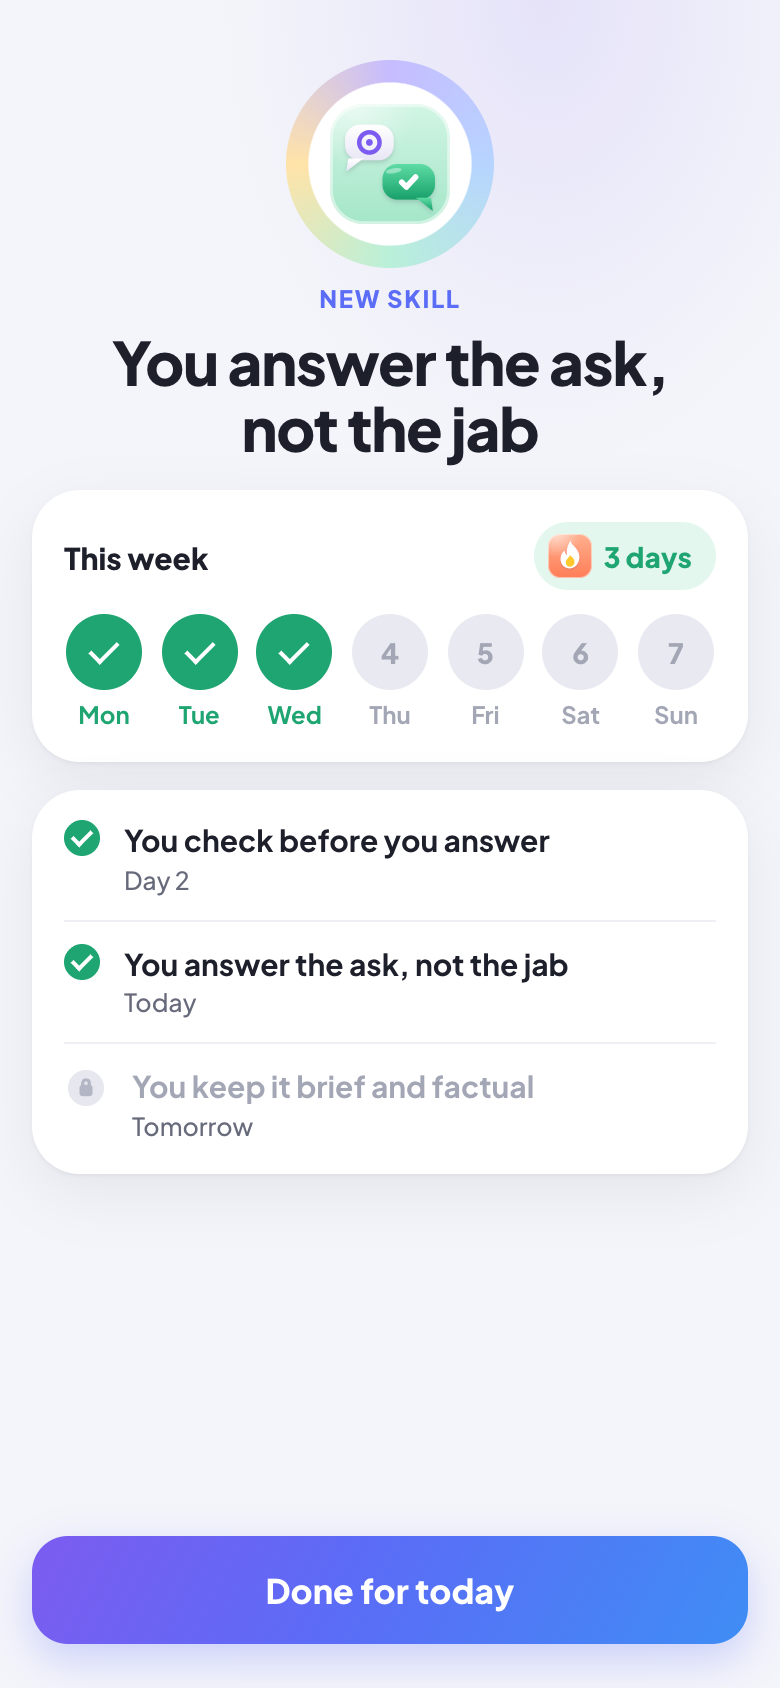 NEW SKILL
You answer the ask,
not the jab
This week
3 days
4
5
6
7
Mon
Tue
Wed
Thu
Fri
Sat
Sun
You check before you answer
Day 2
You answer the ask, not the jab
Today
You keep it brief and factual
Tomorrow
Done for today